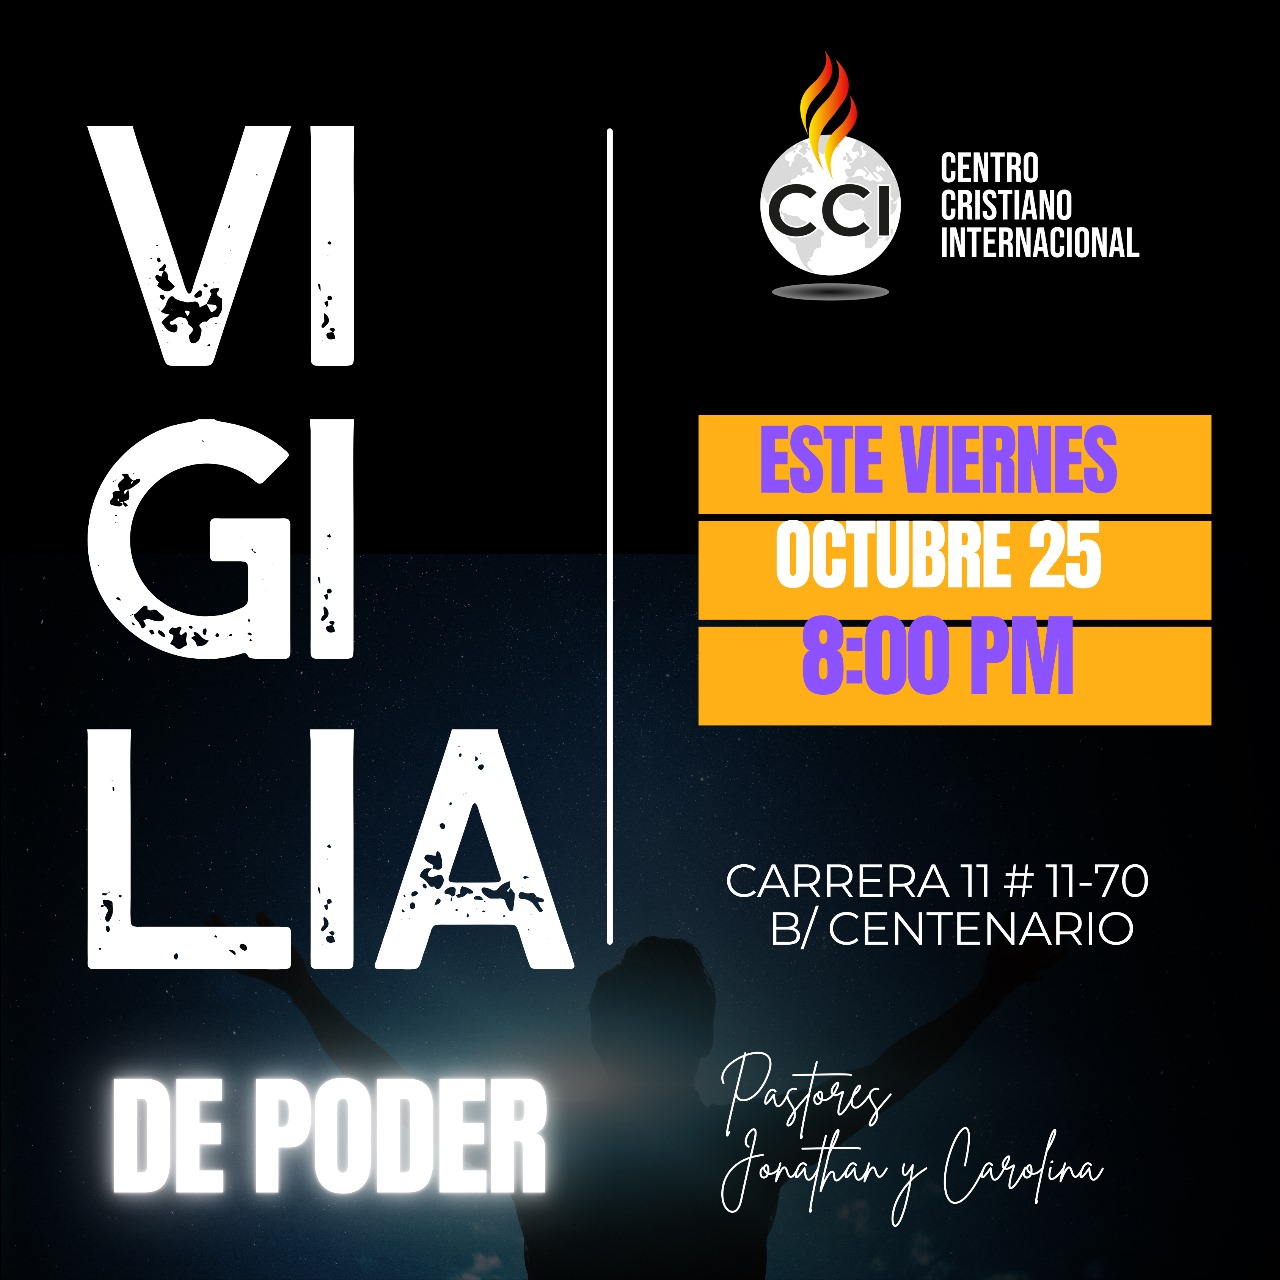 VI
GI
LIA
DE PODER
CCI
CENTRO
CRISTIANO
INTERNACIONAL
ESTE VIERNES
OCTUBRE 25
8:00 PM
CARRERA 11 # 11-70
B/ CENTENARIO
Pastores
Jonathan y Carolina